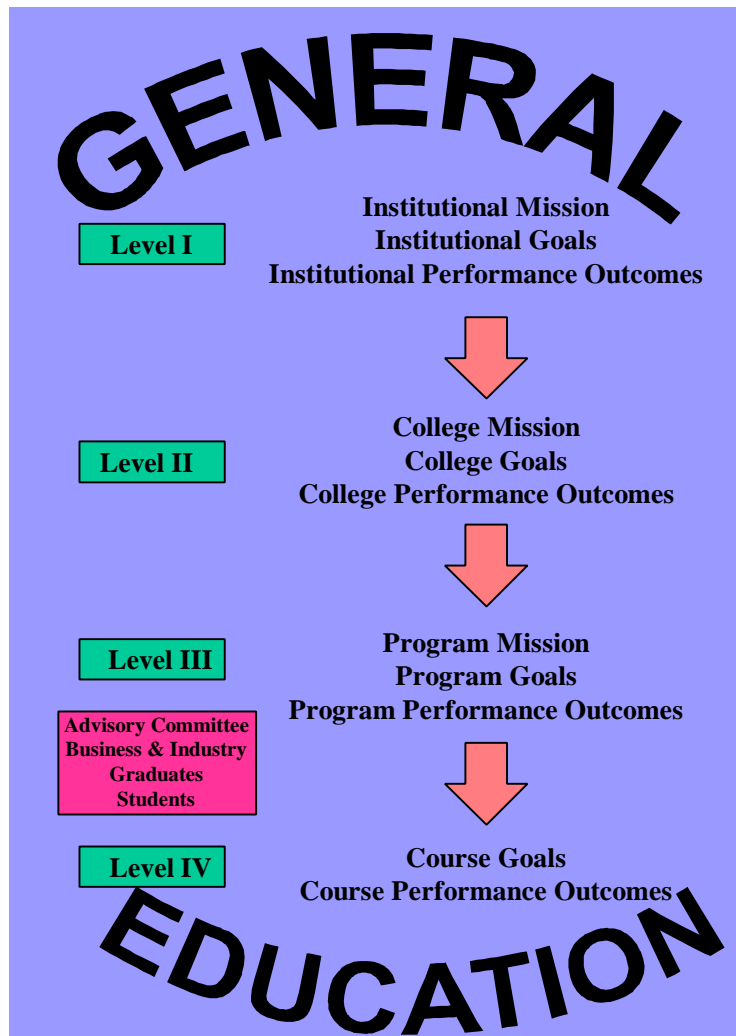 GENERAL
Level I
Institutional Mission
Institutional Goals
Institutional Performance Outcomes
Level II
College Mission
College Goals
College Performance Outcomes
Level III
Program Mission
Program Goals
Program Performance Outcomes
Advisory Committee
Business & Industry
Graduates
Students
Level IV
Course Goals
Course Performance Outcomes
EDUCATION